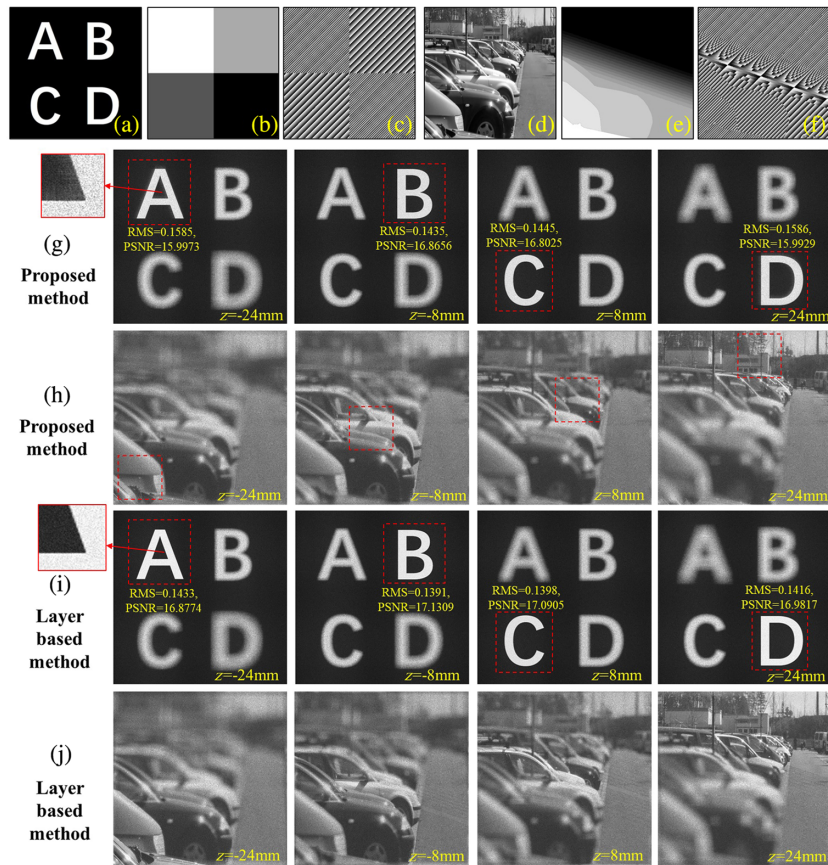 A B
C D
(a)
(b)
(c)
(d)
(e)
(f)
(g)
Proposed
method
A B
RMS=0.1585,
PSNR=15.9973
C D
z=-24mm
A B
RMS=0.1435,
PSNR=16.8656
C D
z=-8mm
A B
RMS=0.1445,
PSNR=16.8025
C D
z=8mm
A B
RMS=0.1586,
PSNR=15.9929
C D
z=24mm
(h)
Proposed
method
z=-24mm
z=-8mm
z=8mm
z=24mm
(i)
Layer
based
method
A B
RMS=0.1433,
PSNR=16.8774
C D
z=-24mm
A B
RMS=0.1391,
PSNR=17.1309
C D
z=-8mm
A B
RMS=0.1398,
PSNR=17.0905
C D
z=8mm
A B
RMS=0.1416,
PSNR=16.9817
C D
z=24mm
(j)
Layer
based
method
z=-24mm
z=-8mm
z=8mm
z=24mm